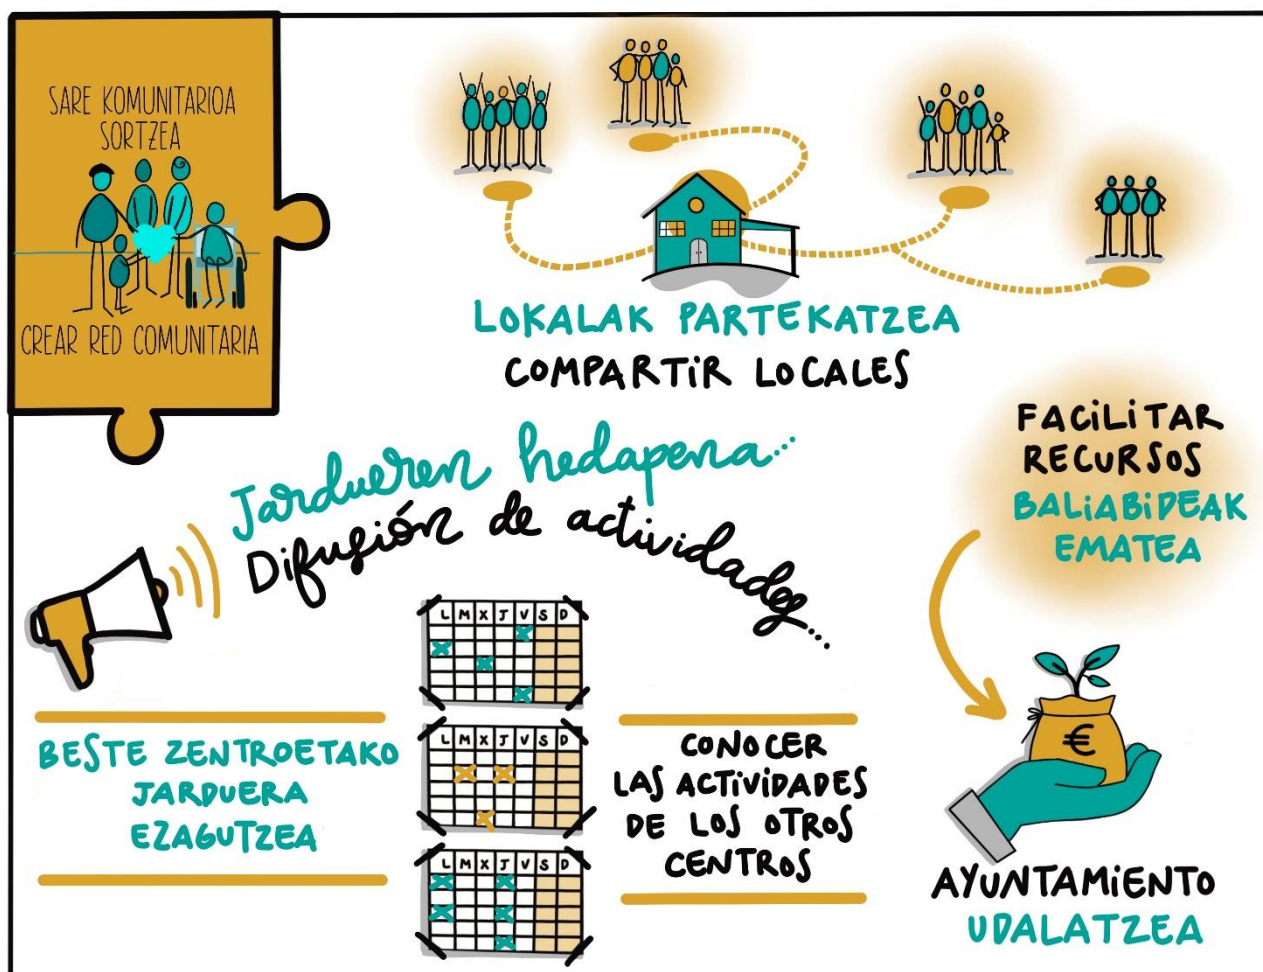 SARE KOMUNITARIOA
SORTZEA
CREAR RED COMUNITARIA
LOKALAK PARTEKATZEA
COMPARTIR LOCALES
FACILITAR
RECURSOS
BALIABIDEAK
EMATEA
Jardueren hedapena...
Difusión de actividades...
L M X J V S D
L M X J V S D
L M X J V S D
BESTE ZENTROETAKO
JARDUERA
EZAGUTZEA
CONOCER
LAS ACTIVIDADES
DE LOS OTROS
CENTROS
€
AYUNTAMIENTO
UDALATZEA